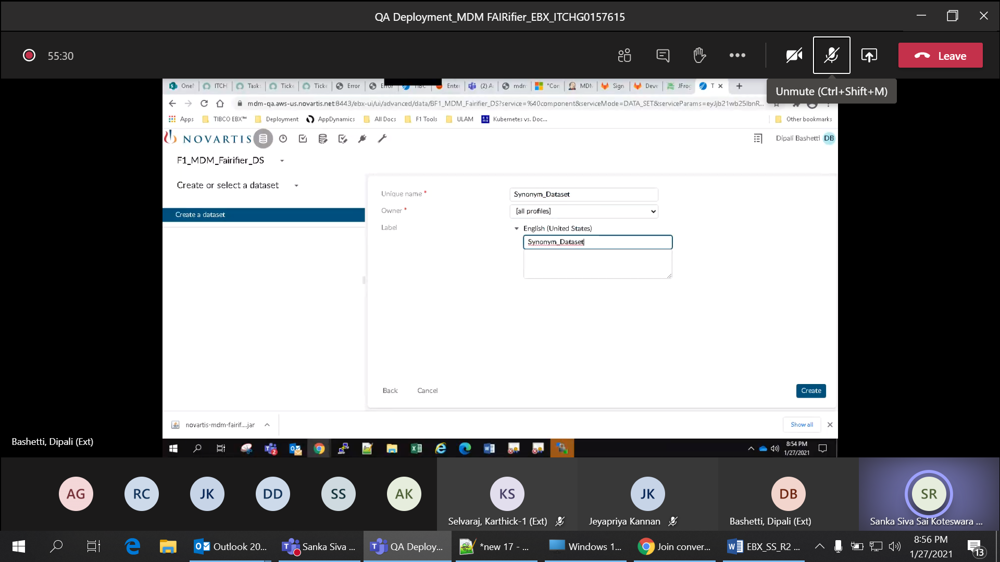 QA Deployment_MDM FAIRifier_EBX_ITCHG0157615
55:30
Leave
Unmute (Ctrl+Shift+M)
OneN ITCH Task Ticke Ticke Error Error TIBC Enter (2) A mdn "Con MDM Sign Deve JFrog T
mdm-qa.aws-us.novartis.net:8443/ebx-ui/ui/advanced/data/BF1_MDM_Fairifier_DS?service=%40component&serviceMode=DATA_SET&serviceParams=eyJjb21wb25lbnR...
Apps TIBCO EBX™ Deployment AppDynamics All Docs F1 Tools ULAM Kubernetes vs. Doc... Other bookmarks
NOVARTIS
Dipali Bashetti DB
F1_MDM_Fairifier_DS
Create or select a dataset
Create a dataset
Unique name * Synonym_Dataset
Owner * [all profiles]
Label English (United States)
Synonym_Dataset
Back Cancel Create
novartis-mdm-fairif....jar
Show all
Bashetti, Dipali (Ext)
2
8:54 PM
1/27/2021
AG RC JK DD SS AK KS JK DB SR
Selvaraj, Karthick-1 (Ext) Jeyapriya Kannan Bashetti, Dipali (Ext) Sanka Siva Sai Koteswara ...
Outlook 20... Sanka Siva ... QA Deploy... *new 17 - ... Windows 1... Join conver... EBX_SS_R2 ...
8:56 PM
1/27/2021
13